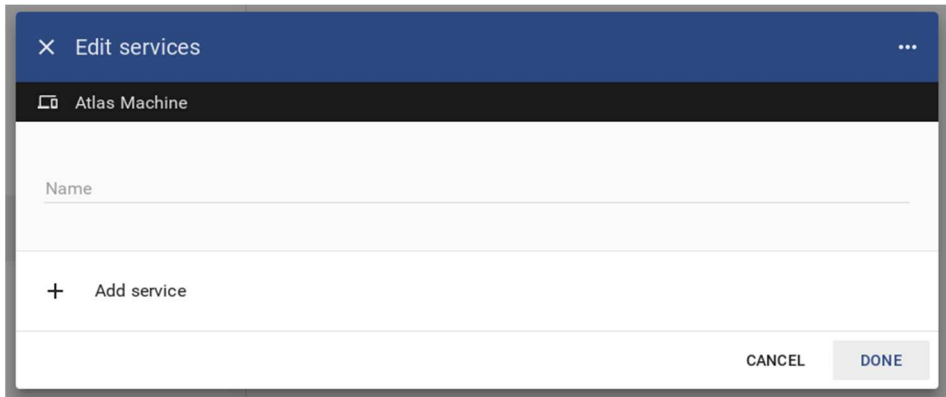 Edit services
Atlas Machine
Name
Add service
CANCEL DONE